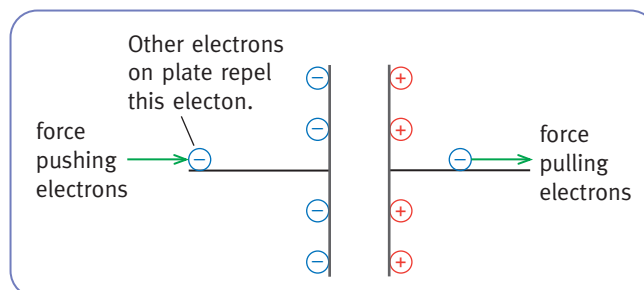 Other electrons
on plate repel
this electon.
force
pushing
electrons
force
pulling
electrons